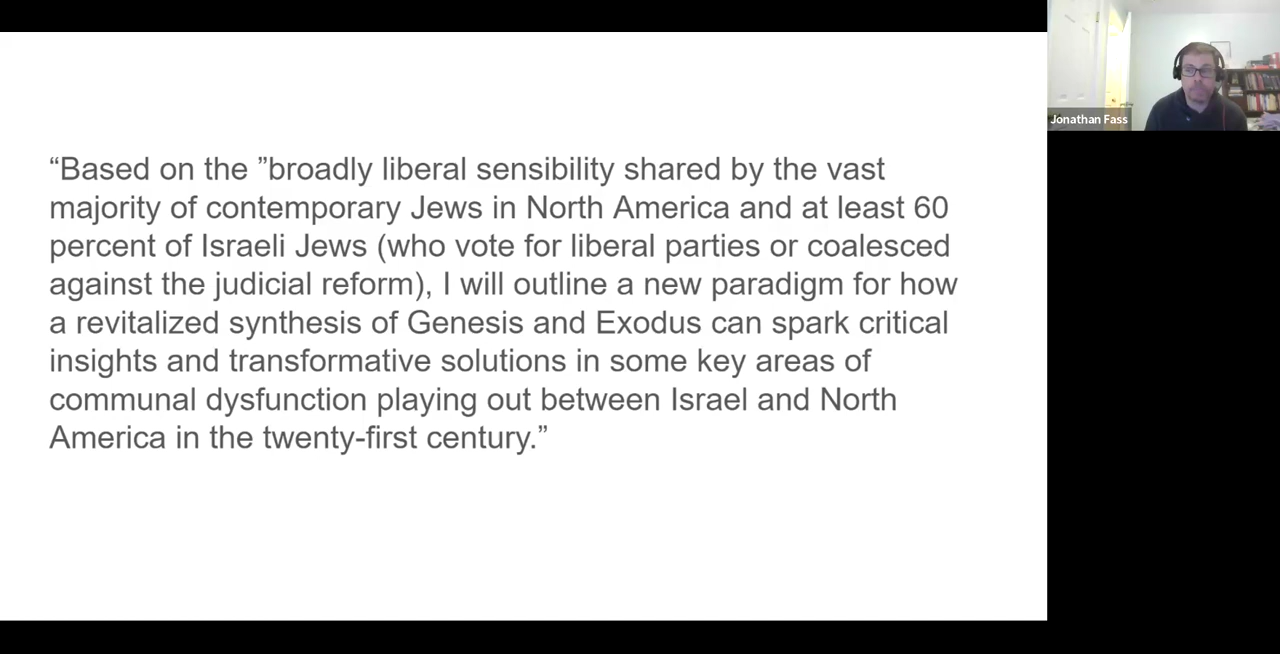 “Based on the ”broadly liberal sensibility shared by the vast
majority of contemporary Jews in North America and at least 60
percent of Israeli Jews (who vote for liberal parties or coalesced
against the judicial reform), I will outline a new paradigm for how
a revitalized synthesis of Genesis and Exodus can spark critical
insights and transformative solutions in some key areas of
communal dysfunction playing out between Israel and North
America in the twenty-first century.”
Jonathan Fass